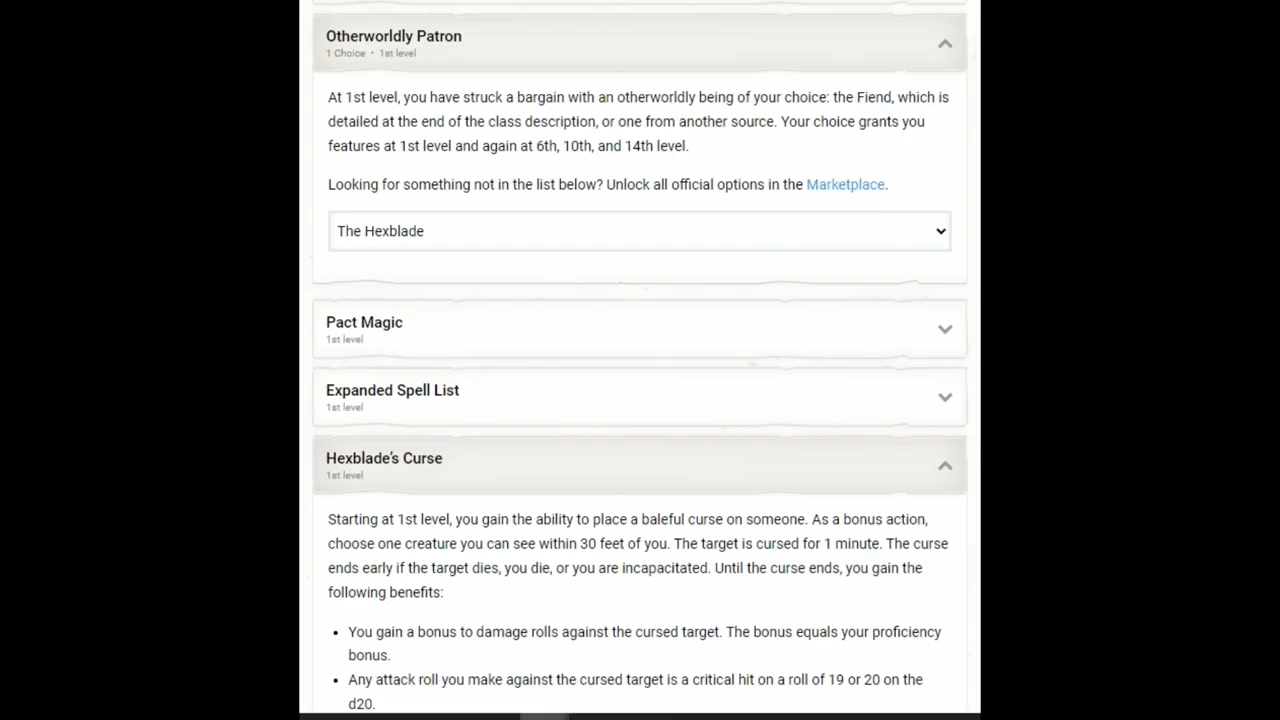 Otherworldly Patron
1 Choice • 1st level
At 1st level, you have struck a bargain with an otherworldly being of your choice: the Fiend, which is
detailed at the end of the class description, or one from another source. Your choice grants you
features at 1st level and again at 6th, 10th, and 14th level.
Looking for something not in the list below? Unlock all official options in the Marketplace.
The Hexblade
Pact Magic
1st level
Expanded Spell List
1st level
Hexblade’s Curse
1st level
Starting at 1st level, you gain the ability to place a baleful curse on someone. As a bonus action,
choose one creature you can see within 30 feet of you. The target is cursed for 1 minute. The curse
ends early if the target dies, you die, or you are incapacitated. Until the curse ends, you gain the
following benefits:
• You gain a bonus to damage rolls against the cursed target. The bonus equals your proficiency
bonus.
• Any attack roll you make against the cursed target is a critical hit on a roll of 19 or 20 on the
d20.